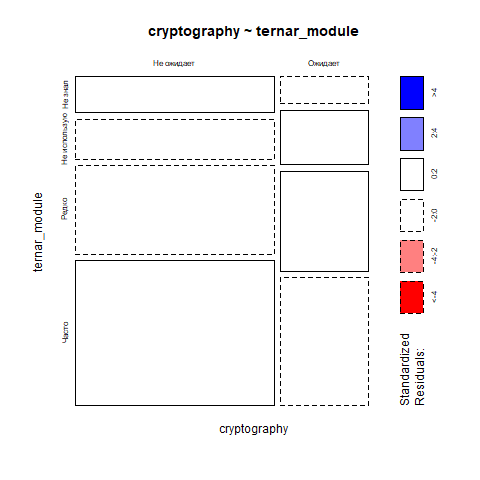 cryptography ~ ternar_module
Не ожидает
Ожидает
Не знал
Не использую
Редко
Часто
ternar_module
cryptography
Standardized
Residuals:
<-4
-4:-2
-2:0
0:2
2:4
>4